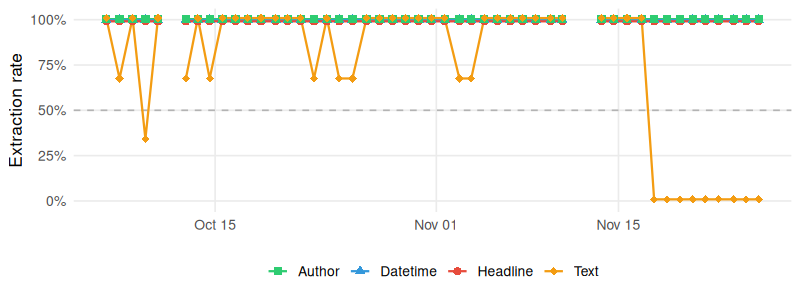 Extraction rate
100%
75%
50%
25%
0%
Oct 15 Nov 01 Nov 15
Author Datetime Headline Text